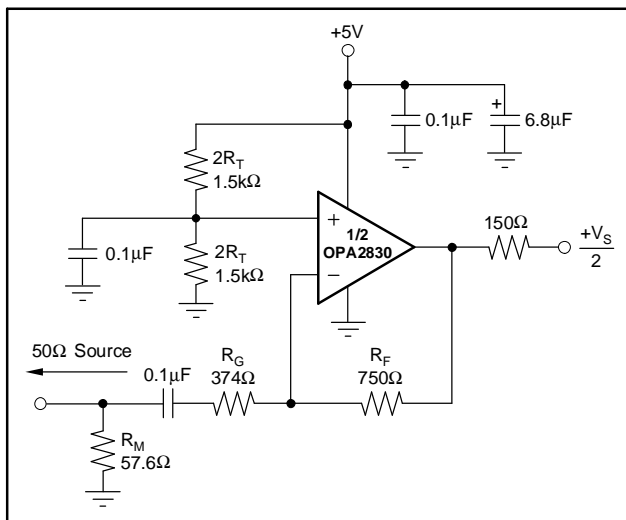 +5V
0.1µF
+
6.8µF
2R_T
1.5kΩ
0.1µF
2R_T
1.5kΩ
+
1/2
OPA2830
−
150Ω
+V_S
2
50Ω Source
0.1µF
R_G
374Ω
R_F
750Ω
R_M
57.6Ω